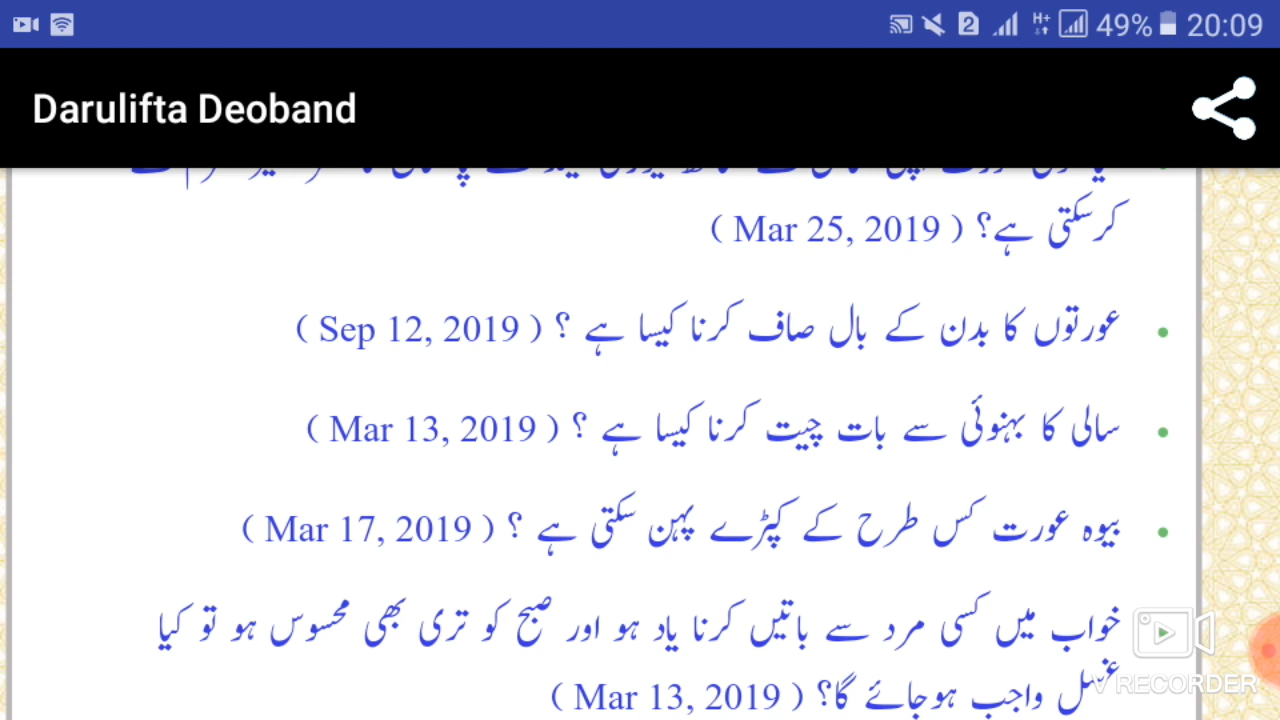 49% 20:09
Darulifta Deoband
کرسکتی ہے؟ ( Mar 25, 2019 )
عورتوں کا بدن کے بال صاف کرنا کیسا ہے ؟ ( Sep 12, 2019 )
سالی کا بہنوئی سے بات چیت کرنا کیسا ہے ؟ ( Mar 13, 2019 )
بیوہ عورت کس طرح کے کپڑے پہن سکتی ہے ؟ ( Mar 17, 2019 )
خواب میں کسی مرد سے باتیں کرنا یاد ہو اور صبح کو تری بھی محسوس ہو تو کیا
غسل واجب ہوجائے گا؟ ( Mar 13, 2019 )
V RECORDER